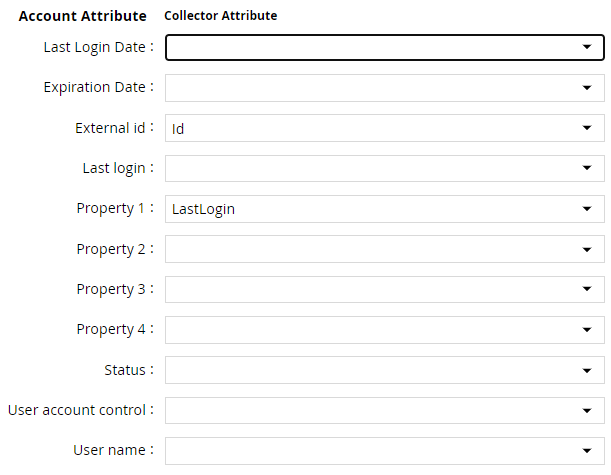 Account Attribute Collector Attribute
Last Login Date :
Expiration Date :
External id : Id
Last login :
Property 1 : LastLogin
Property 2 :
Property 3 :
Property 4 :
Status :
User account control :
User name :